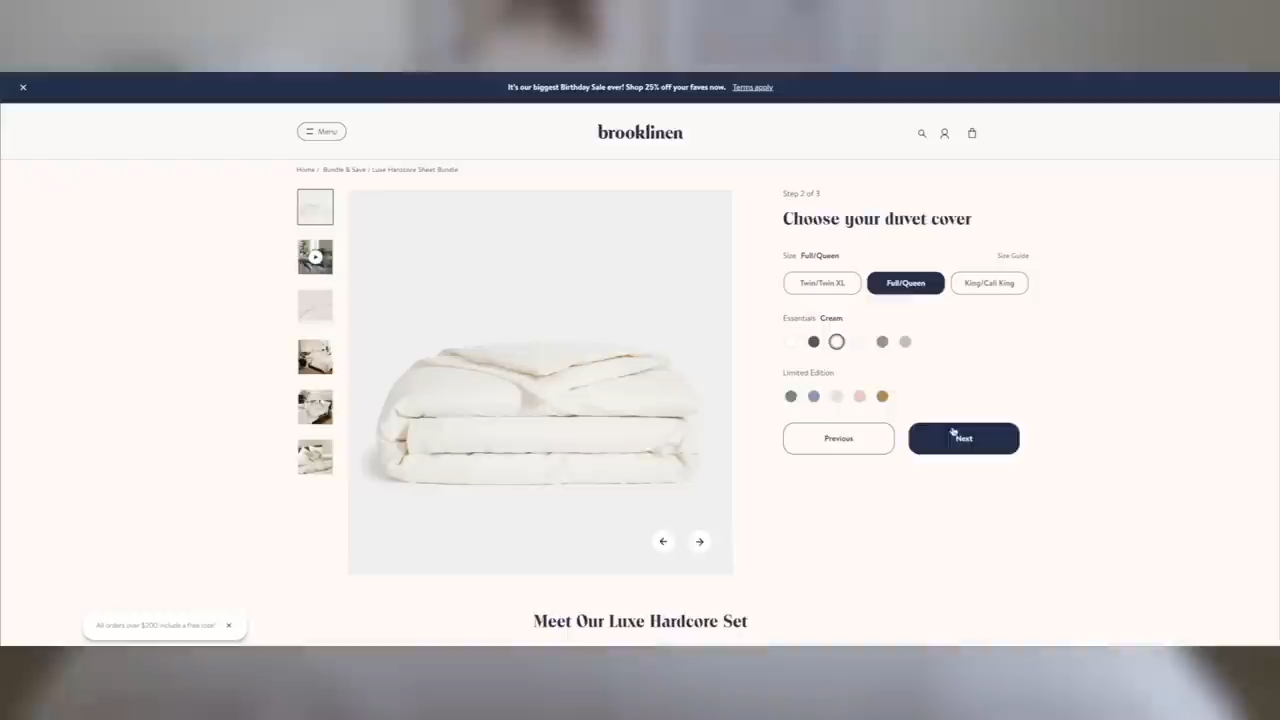 It's our biggest Birthday Sale ever! Shop 25% off your faves now. Terms apply
Menu
brooklinen
Home / Bundle & Save / Luxe Hardcore Sheet Bundle
Step 2 of 3
Choose your duvet cover
Size Full/Queen
Size Guide
Twin/Twin XL
Full/Queen
King/Cali King
Essentials Cream
Limited Edition
Previous
Next
Meet Our Luxe Hardcore Set
All orders over $200 include a free tote!